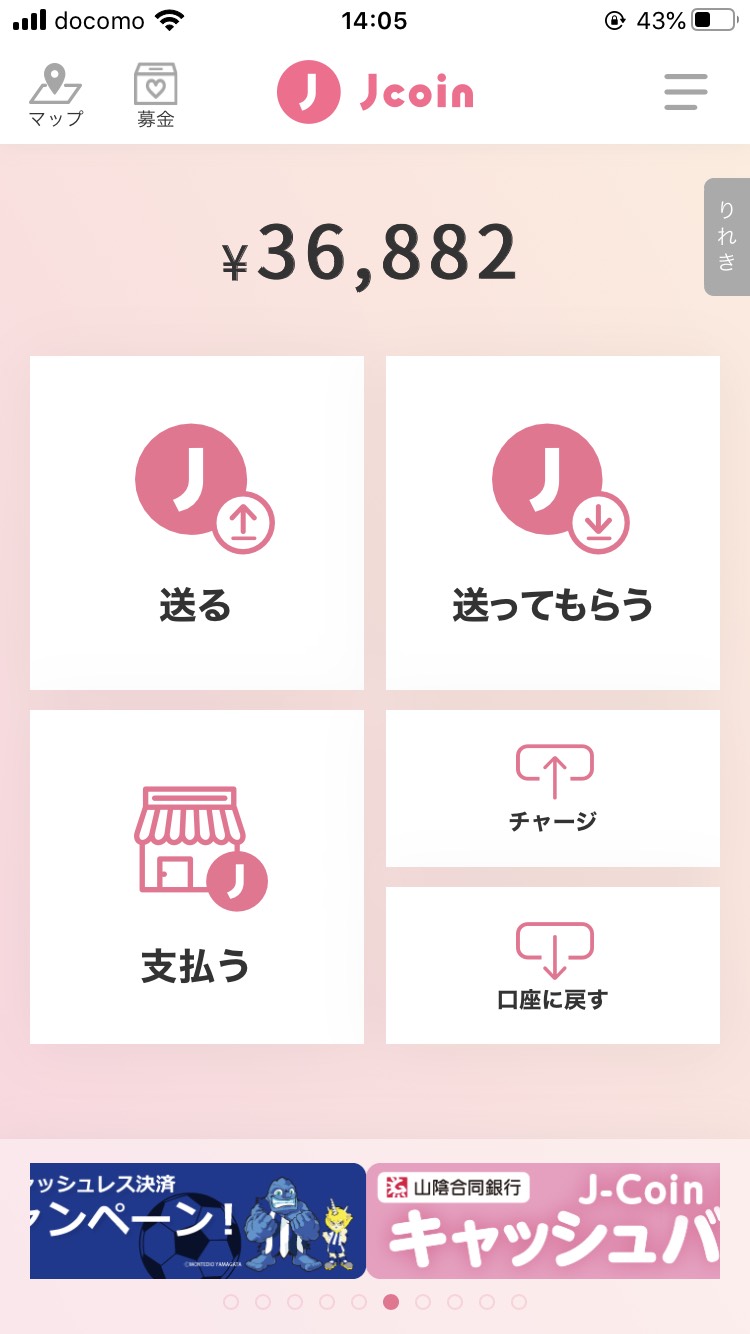 docomo 14:05 43%
マップ
募金
J Jcoin
りれき
¥36,882
J
送る
J
送ってもらう
J
支払う
チャージ
口座に戻す
ャッシュレス決済
ャンペーン!
©MONTEDIO YAMAGATA
山陰合同銀行
J-Coin
キャッシュバ